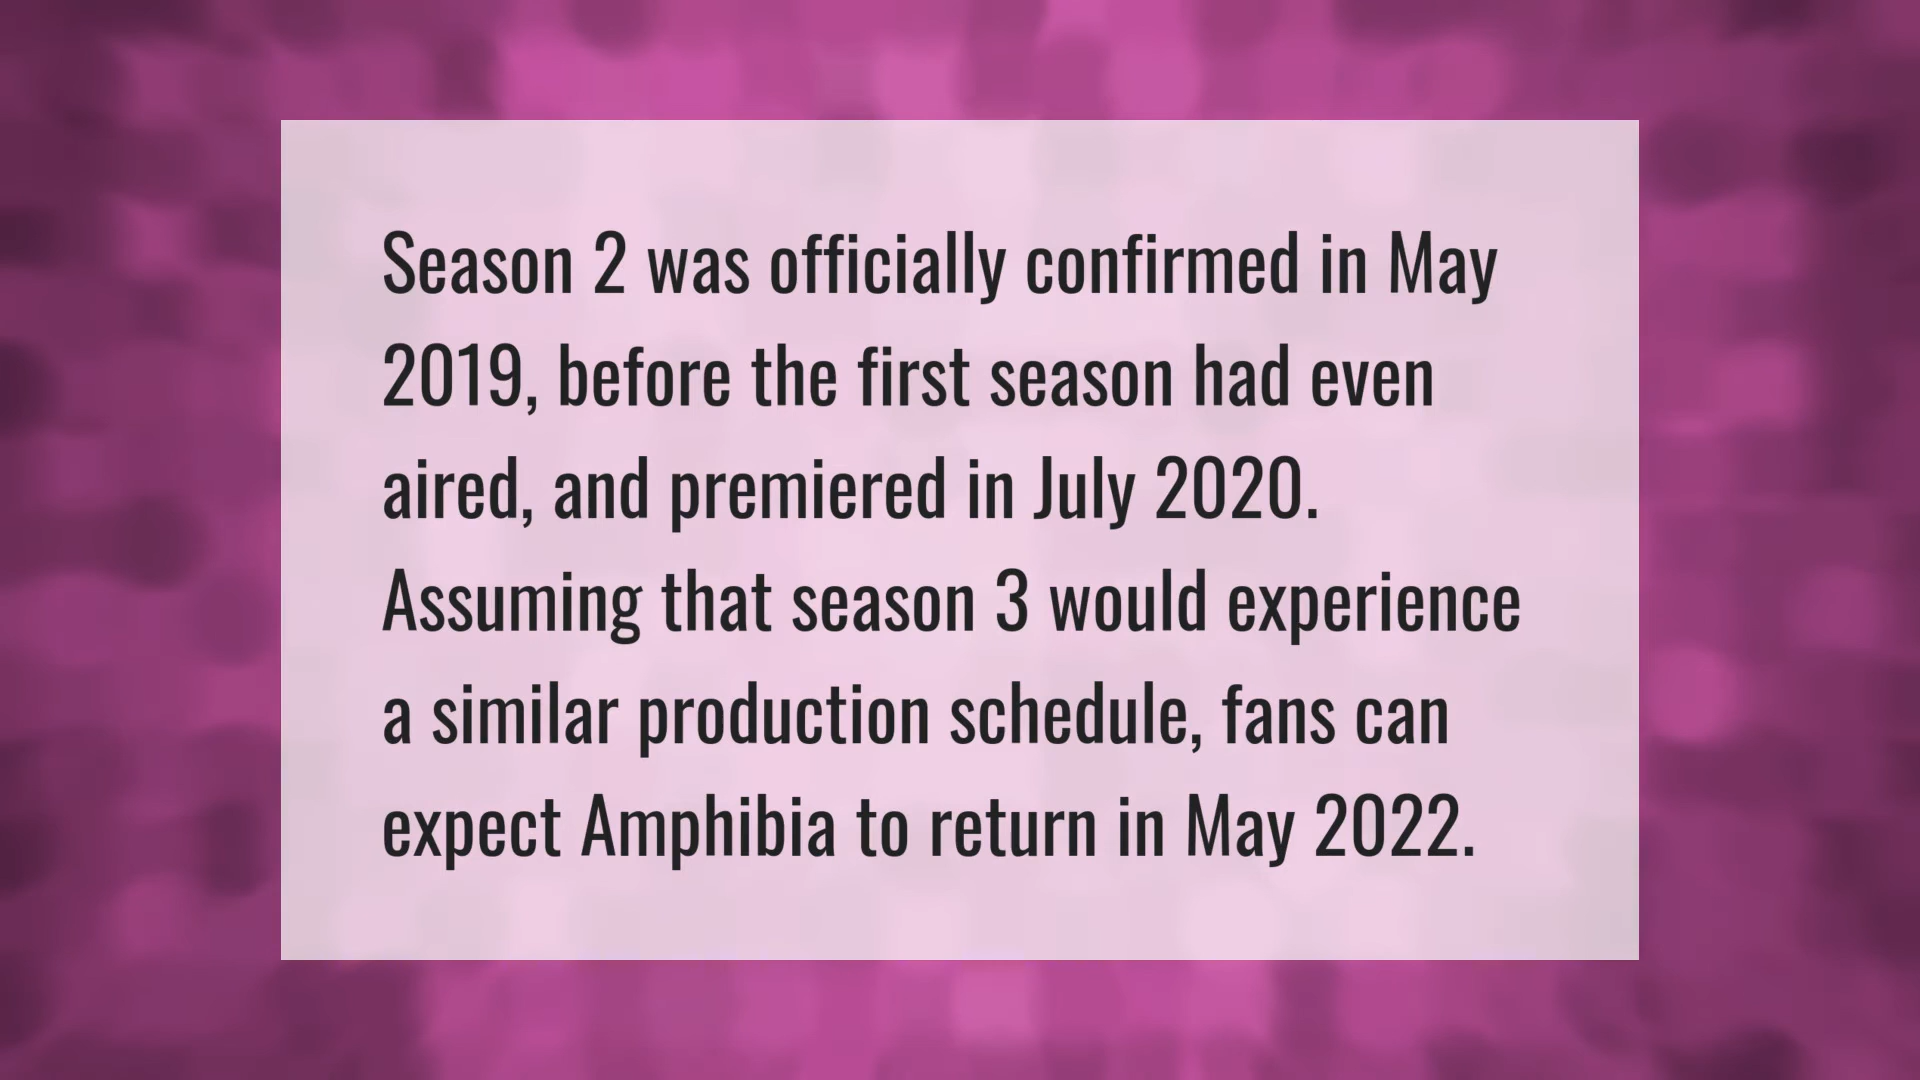 Season 2 was officially confirmed in May
2019, before the first season had even
aired, and premiered in July 2020.
Assuming that season 3 would experience
a similar production schedule, fans can
expect Amphibia to return in May 2022.